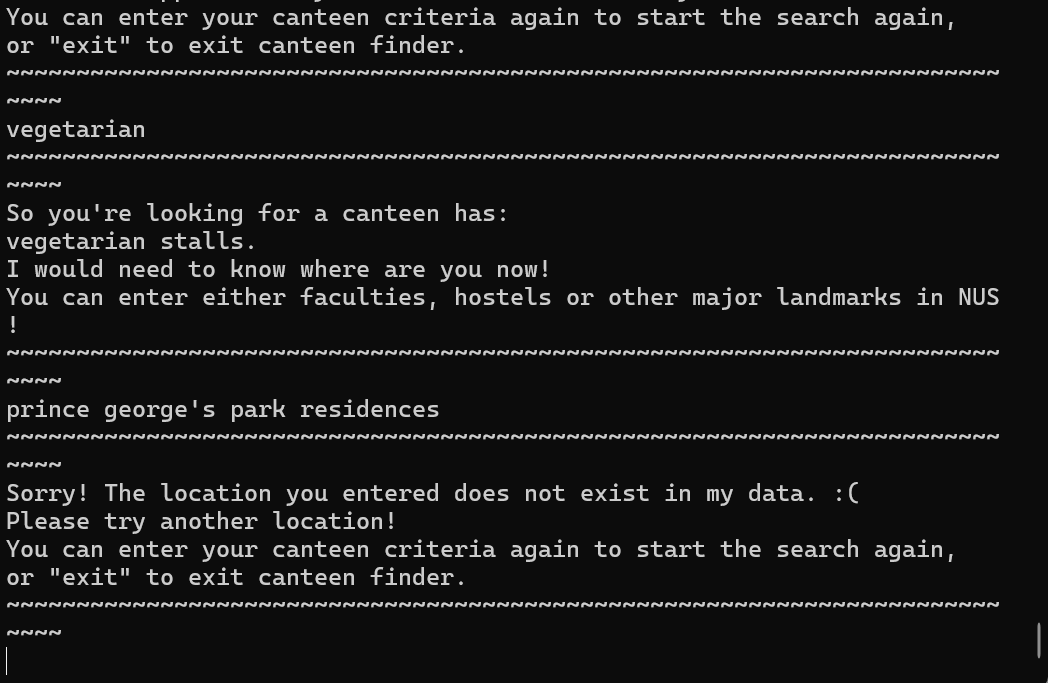 You can enter your canteen criteria again to start the search again,
or "exit" to exit canteen finder.
~~~~~~~~~~~~~~~~~~~~~~~~~~~~~~~~~~~~~~~~~~~~~~~~~~~~~~~~~~~~~~~~~~~~~~~
~~~~
vegetarian
~~~~~~~~~~~~~~~~~~~~~~~~~~~~~~~~~~~~~~~~~~~~~~~~~~~~~~~~~~~~~~~~~~~~~~~
~~~~
So you're looking for a canteen has:
vegetarian stalls.
I would need to know where are you now!
You can enter either faculties, hostels or other major landmarks in NUS
!
~~~~~~~~~~~~~~~~~~~~~~~~~~~~~~~~~~~~~~~~~~~~~~~~~~~~~~~~~~~~~~~~~~~~~~~
~~~~
prince george's park residences
~~~~~~~~~~~~~~~~~~~~~~~~~~~~~~~~~~~~~~~~~~~~~~~~~~~~~~~~~~~~~~~~~~~~~~~
~~~~
Sorry! The location you entered does not exist in my data. :(
Please try another location!
You can enter your canteen criteria again to start the search again,
or "exit" to exit canteen finder.
~~~~~~~~~~~~~~~~~~~~~~~~~~~~~~~~~~~~~~~~~~~~~~~~~~~~~~~~~~~~~~~~~~~~~~~
~~~~